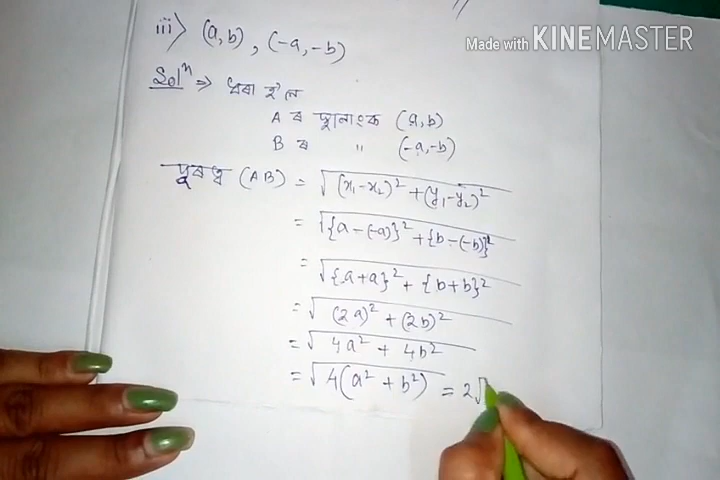 Made with KINEMASTER
iii) (a, b) , (-a, -b)
Solⁿ ⇒ ধৰা হ'ল
A ৰ স্থানাংক (a, b)
B ৰ " (-a, -b)
দূৰত্ব (AB) = √(x₁-x₂)² + (y₁-y₂)²
= √{a - (-a)}² + {b - (-b)}²
= √{a + a}² + {b + b}²
= √(2a)² + (2b)²
= √4a² + 4b²
= √4(a² + b²) = 2√